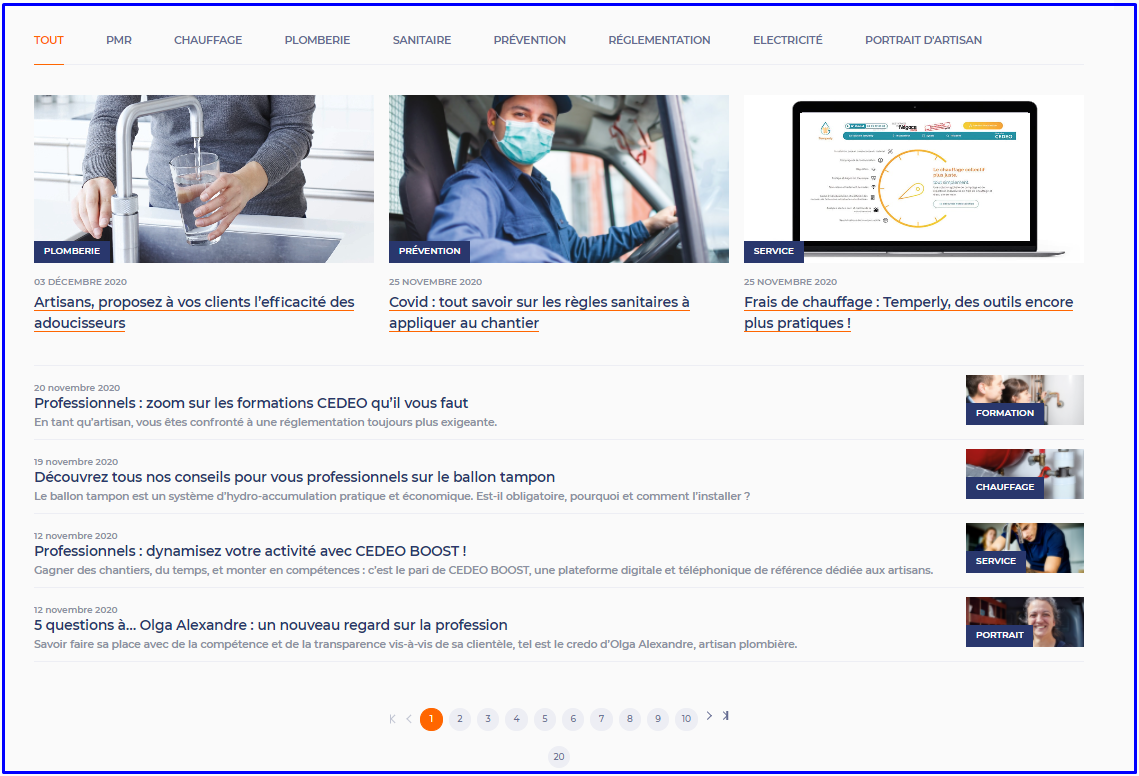 TOUT PMR CHAUFFAGE PLOMBERIE SANITAIRE PRÉVENTION RÉGLEMENTATION ELECTRICITÉ PORTRAIT D'ARTISAN
PLOMBERIE
03 DÉCEMBRE 2020
Artisans, proposez à vos clients l'efficacité des
adoucisseurs
PRÉVENTION
25 NOVEMBRE 2020
Covid : tout savoir sur les règles sanitaires à
appliquer au chantier
Négoce
CEDEO
Le chauffage collectif
plus juste,
tout simplement.
SERVICE
25 NOVEMBRE 2020
Frais de chauffage : Temperly, des outils encore
plus pratiques !
20 novembre 2020
Professionnels : zoom sur les formations CEDEO qu'il vous faut
En tant qu'artisan, vous êtes confronté à une réglementation toujours plus exigeante.
FORMATION
19 novembre 2020
Découvrez tous nos conseils pour vous professionnels sur le ballon tampon
Le ballon tampon est un système d'hydro-accumulation pratique et économique. Est-il obligatoire, pourquoi et comment l'installer ?
CHAUFFAGE
12 novembre 2020
Professionnels : dynamisez votre activité avec CEDEO BOOST !
Gagner des chantiers, du temps, et monter en compétences : c'est le pari de CEDEO BOOST, une plateforme digitale et téléphonique de référence dédiée aux artisans.
SERVICE
12 novembre 2020
5 questions à... Olga Alexandre : un nouveau regard sur la profession
Savoir faire sa place avec de la compétence et de la transparence vis-à-vis de sa clientèle, tel est le credo d'Olga Alexandre, artisan plombière.
PORTRAIT
1 2 3 4 5 6 7 8 9 10
20